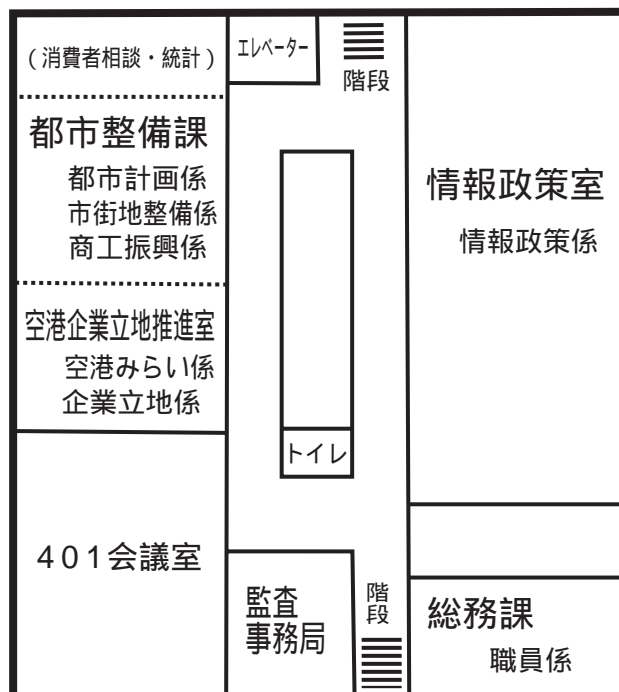 (消費者相談・統計)
エレベーター
階段
都市整備課
都市計画係
市街地整備係
商工振興係
情報政策室
情報政策係
空港企業立地推進室
空港みらい係
企業立地係
トイレ
401会議室
監査
事務局
階
段
総務課
職員係